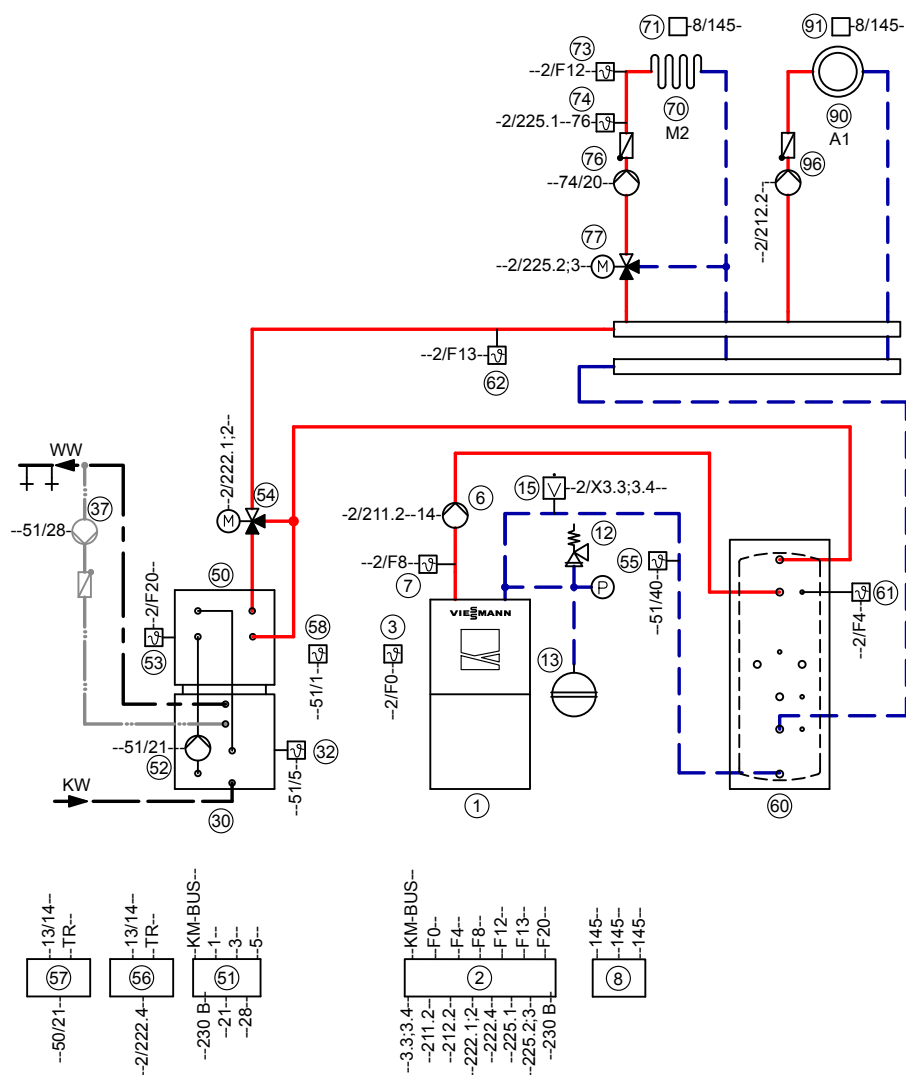 71 -8/145-
91 -8/145-
73
--2/F12--
74
-2/225.1--76
70
M2
90
A1
76
--74/20--
96
--2/212.2--
77
--2/225.2;3--
M
--2/F13--
62
WW
--2/222.1;2--
54
M
37
--51/28--
15 --2/X3.3;3.4--
6
-2/211.2--14
12
--2/F8--
7
P
55
--51/40--
50
--2/F20--
53
58
--51/1--
3
--2/F0--
VIESSMANN
61
--2/F4--
13
--51/21--
52
32
--51/5--
KW
30
1
60
--13/14--
--TR--
57
--50/21--
--13/14--
--TR--
56
--2/222.4--
--KM-BUS--
--1--
--3--
--5--
51
--230 B--
--21--
--28--
--KM-BUS--
--F0--
--F4--
--F8--
--F12--
--F13--
--F20--
2
--3.3;3.4--
--211.2--
--212.2--
--222.1;2--
--222.4--
--225.1--
--225.2;3--
--230 B--
--145--
--145--
--145--
8